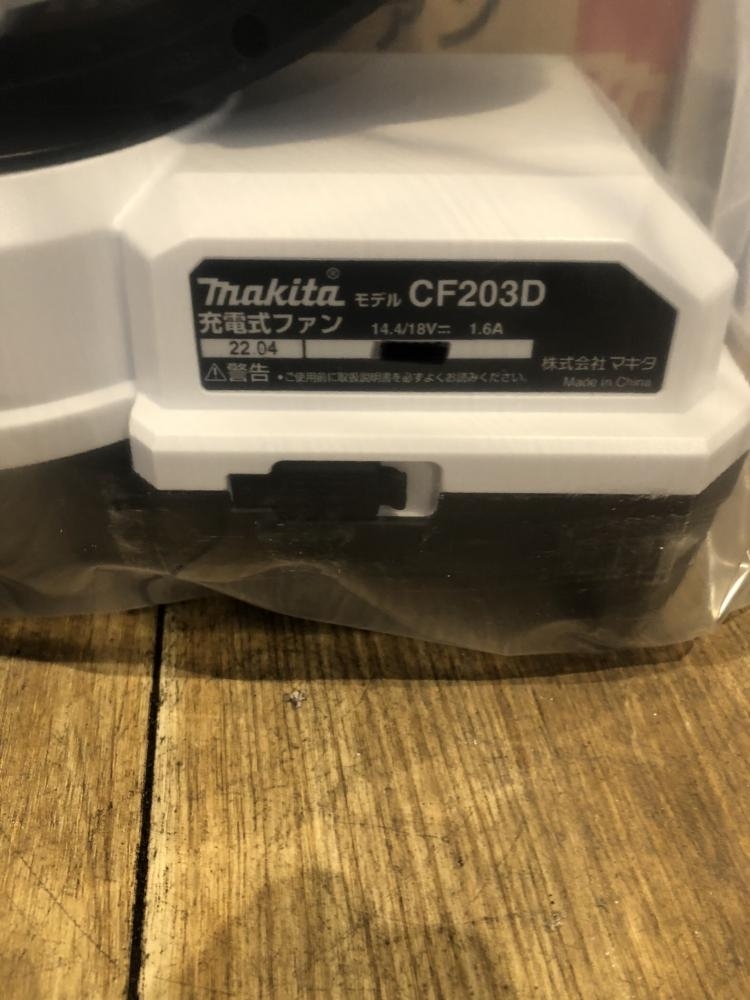 ァン
makita® モデル CF203D
充電式ファン 14.4/18V⎓ 1.6A
22.04
株式会社 マキタ
⚠警告 •ご使用前に取扱説明書を必ずよくお読みください。
Made in China